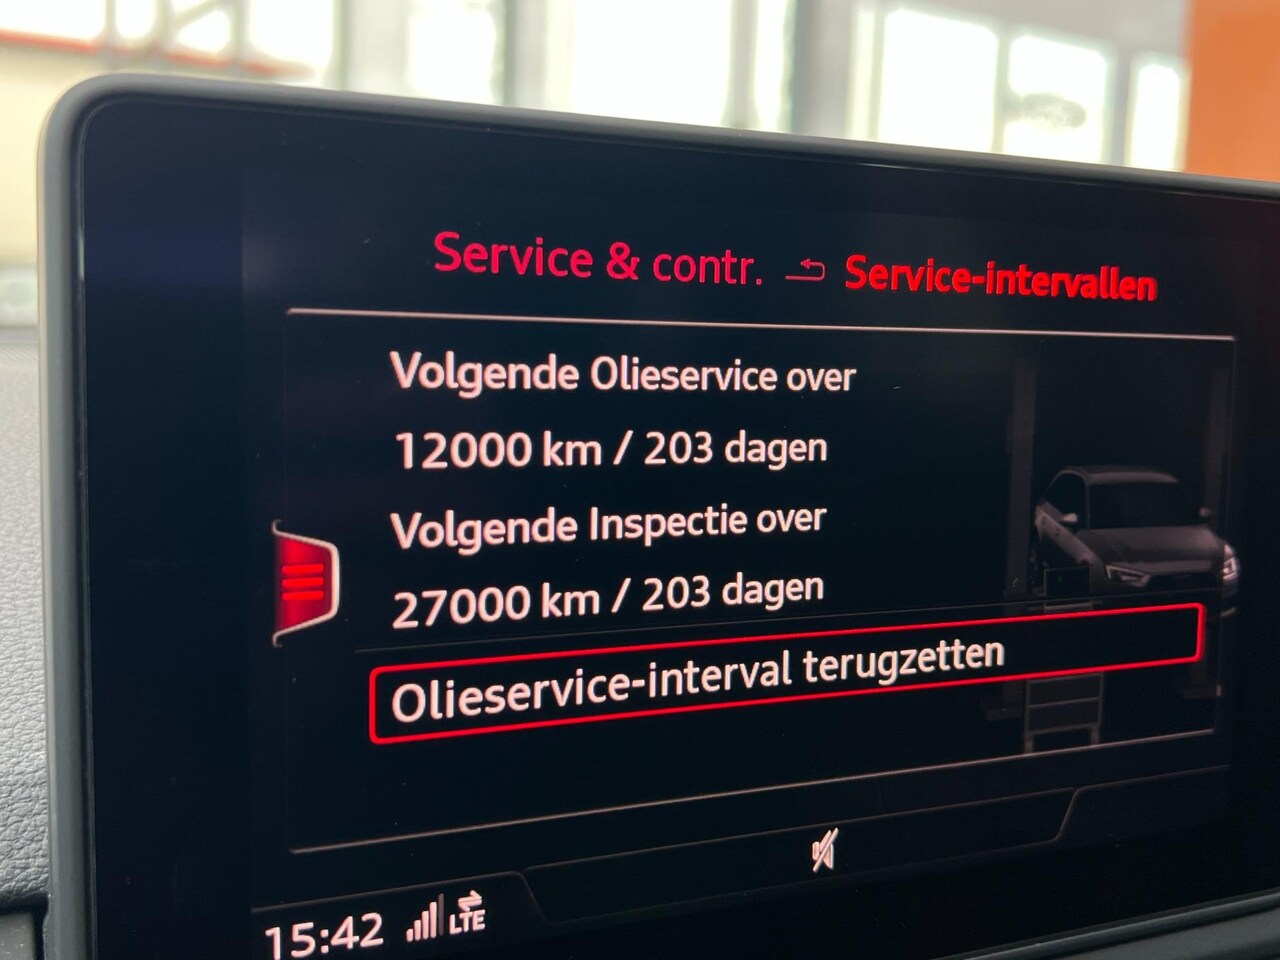 Service & contr. Service-intervallen
Volgende Olieservice over
12000 km / 203 dagen
Volgende Inspectie over
27000 km / 203 dagen
Olieservice-interval terugzetten
15:42 LTE